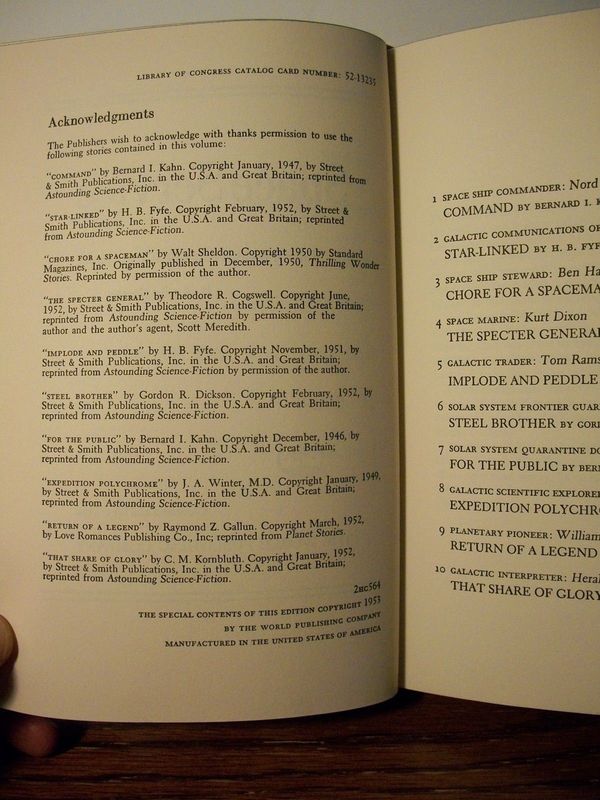 LIBRARY OF CONGRESS CATALOG CARD NUMBER: 52-13235
Acknowledgments
The Publishers wish to acknowledge with thanks permission to use the
following stories contained in this volume:
"COMMAND" by Bernard I. Kahn. Copyright January, 1947, by Street
& Smith Publications, Inc. in the U.S.A. and Great Britain; reprinted from
Astounding Science-Fiction.
"STAR-LINKED" by H. B. Fyfe. Copyright February, 1952, by Street &
Smith Publications, Inc. in the U.S.A. and Great Britain; reprinted
from Astounding Science-Fiction.
"CHORE FOR A SPACEMAN" by Walt Sheldon. Copyright 1950 by Standard
Magazines, Inc. Originally published in December, 1950, Thrilling Wonder
Stories. Reprinted by permission of the author.
"THE SPECTER GENERAL" by Theodore R. Cogswell. Copyright June,
1952, by Street & Smith Publications, Inc. in the U.S.A. and Great Britain;
reprinted from Astounding Science-Fiction by permission of the
author and the author's agent, Scott Meredith.
"IMPLODE AND PEDDLE" by H. B. Fyfe. Copyright November, 1951, by
Street & Smith Publications, Inc. in the U.S.A. and Great Britain;
reprinted from Astounding Science-Fiction by permission of the author.
"STEEL BROTHER" by Gordon R. Dickson. Copyright February, 1952, by
Street & Smith Publications, Inc. in the U.S.A. and Great Britain;
reprinted from Astounding Science-Fiction.
"FOR THE PUBLIC" by Bernard I. Kahn. Copyright December, 1946, by
Street & Smith Publications, Inc. in the U.S.A. and Great Britain;
reprinted from Astounding Science-Fiction.
"EXPEDITION POLYCHROME" by J. A. Winter, M.D. Copyright January, 1949,
by Street & Smith Publications, Inc. in the U.S.A. and Great Britain;
reprinted from Astounding Science-Fiction.
"RETURN OF A LEGEND" by Raymond Z. Gallun. Copyright March, 1952,
by Love Romances Publishing Co., Inc; reprinted from Planet Stories.
"THAT SHARE OF GLORY" by C. M. Kornbluth. Copyright January, 1952,
by Street & Smith Publications, Inc. in the U.S.A. and Great Britain;
reprinted from Astounding Science-Fiction.
2HC564
THE SPECIAL CONTENTS OF THIS EDITION COPYRIGHT 1953
BY THE WORLD PUBLISHING COMPANY
MANUFACTURED IN THE UNITED STATES OF AMERICA
1 SPACE SHIP COMMANDER: Nord
COMMAND BY BERNARD I. K
2 GALACTIC COMMUNICATIONS OF
STAR-LINKED BY H. B. FYF
3 SPACE SHIP STEWARD: Ben Ha
CHORE FOR A SPACEMA
4 SPACE MARINE: Kurt Dixon
THE SPECTER GENERAL
5 GALACTIC TRADER: Tom Rams
IMPLODE AND PEDDLE
6 SOLAR SYSTEM FRONTIER GUAR
STEEL BROTHER BY GOR
7 SOLAR SYSTEM QUARANTINE DO
FOR THE PUBLIC BY BER
8 GALACTIC SCIENTIFIC EXPLORE
EXPEDITION POLYCHRO
9 PLANETARY PIONEER: William
RETURN OF A LEGEND
10 GALACTIC INTERPRETER: Heral
THAT SHARE OF GLORY